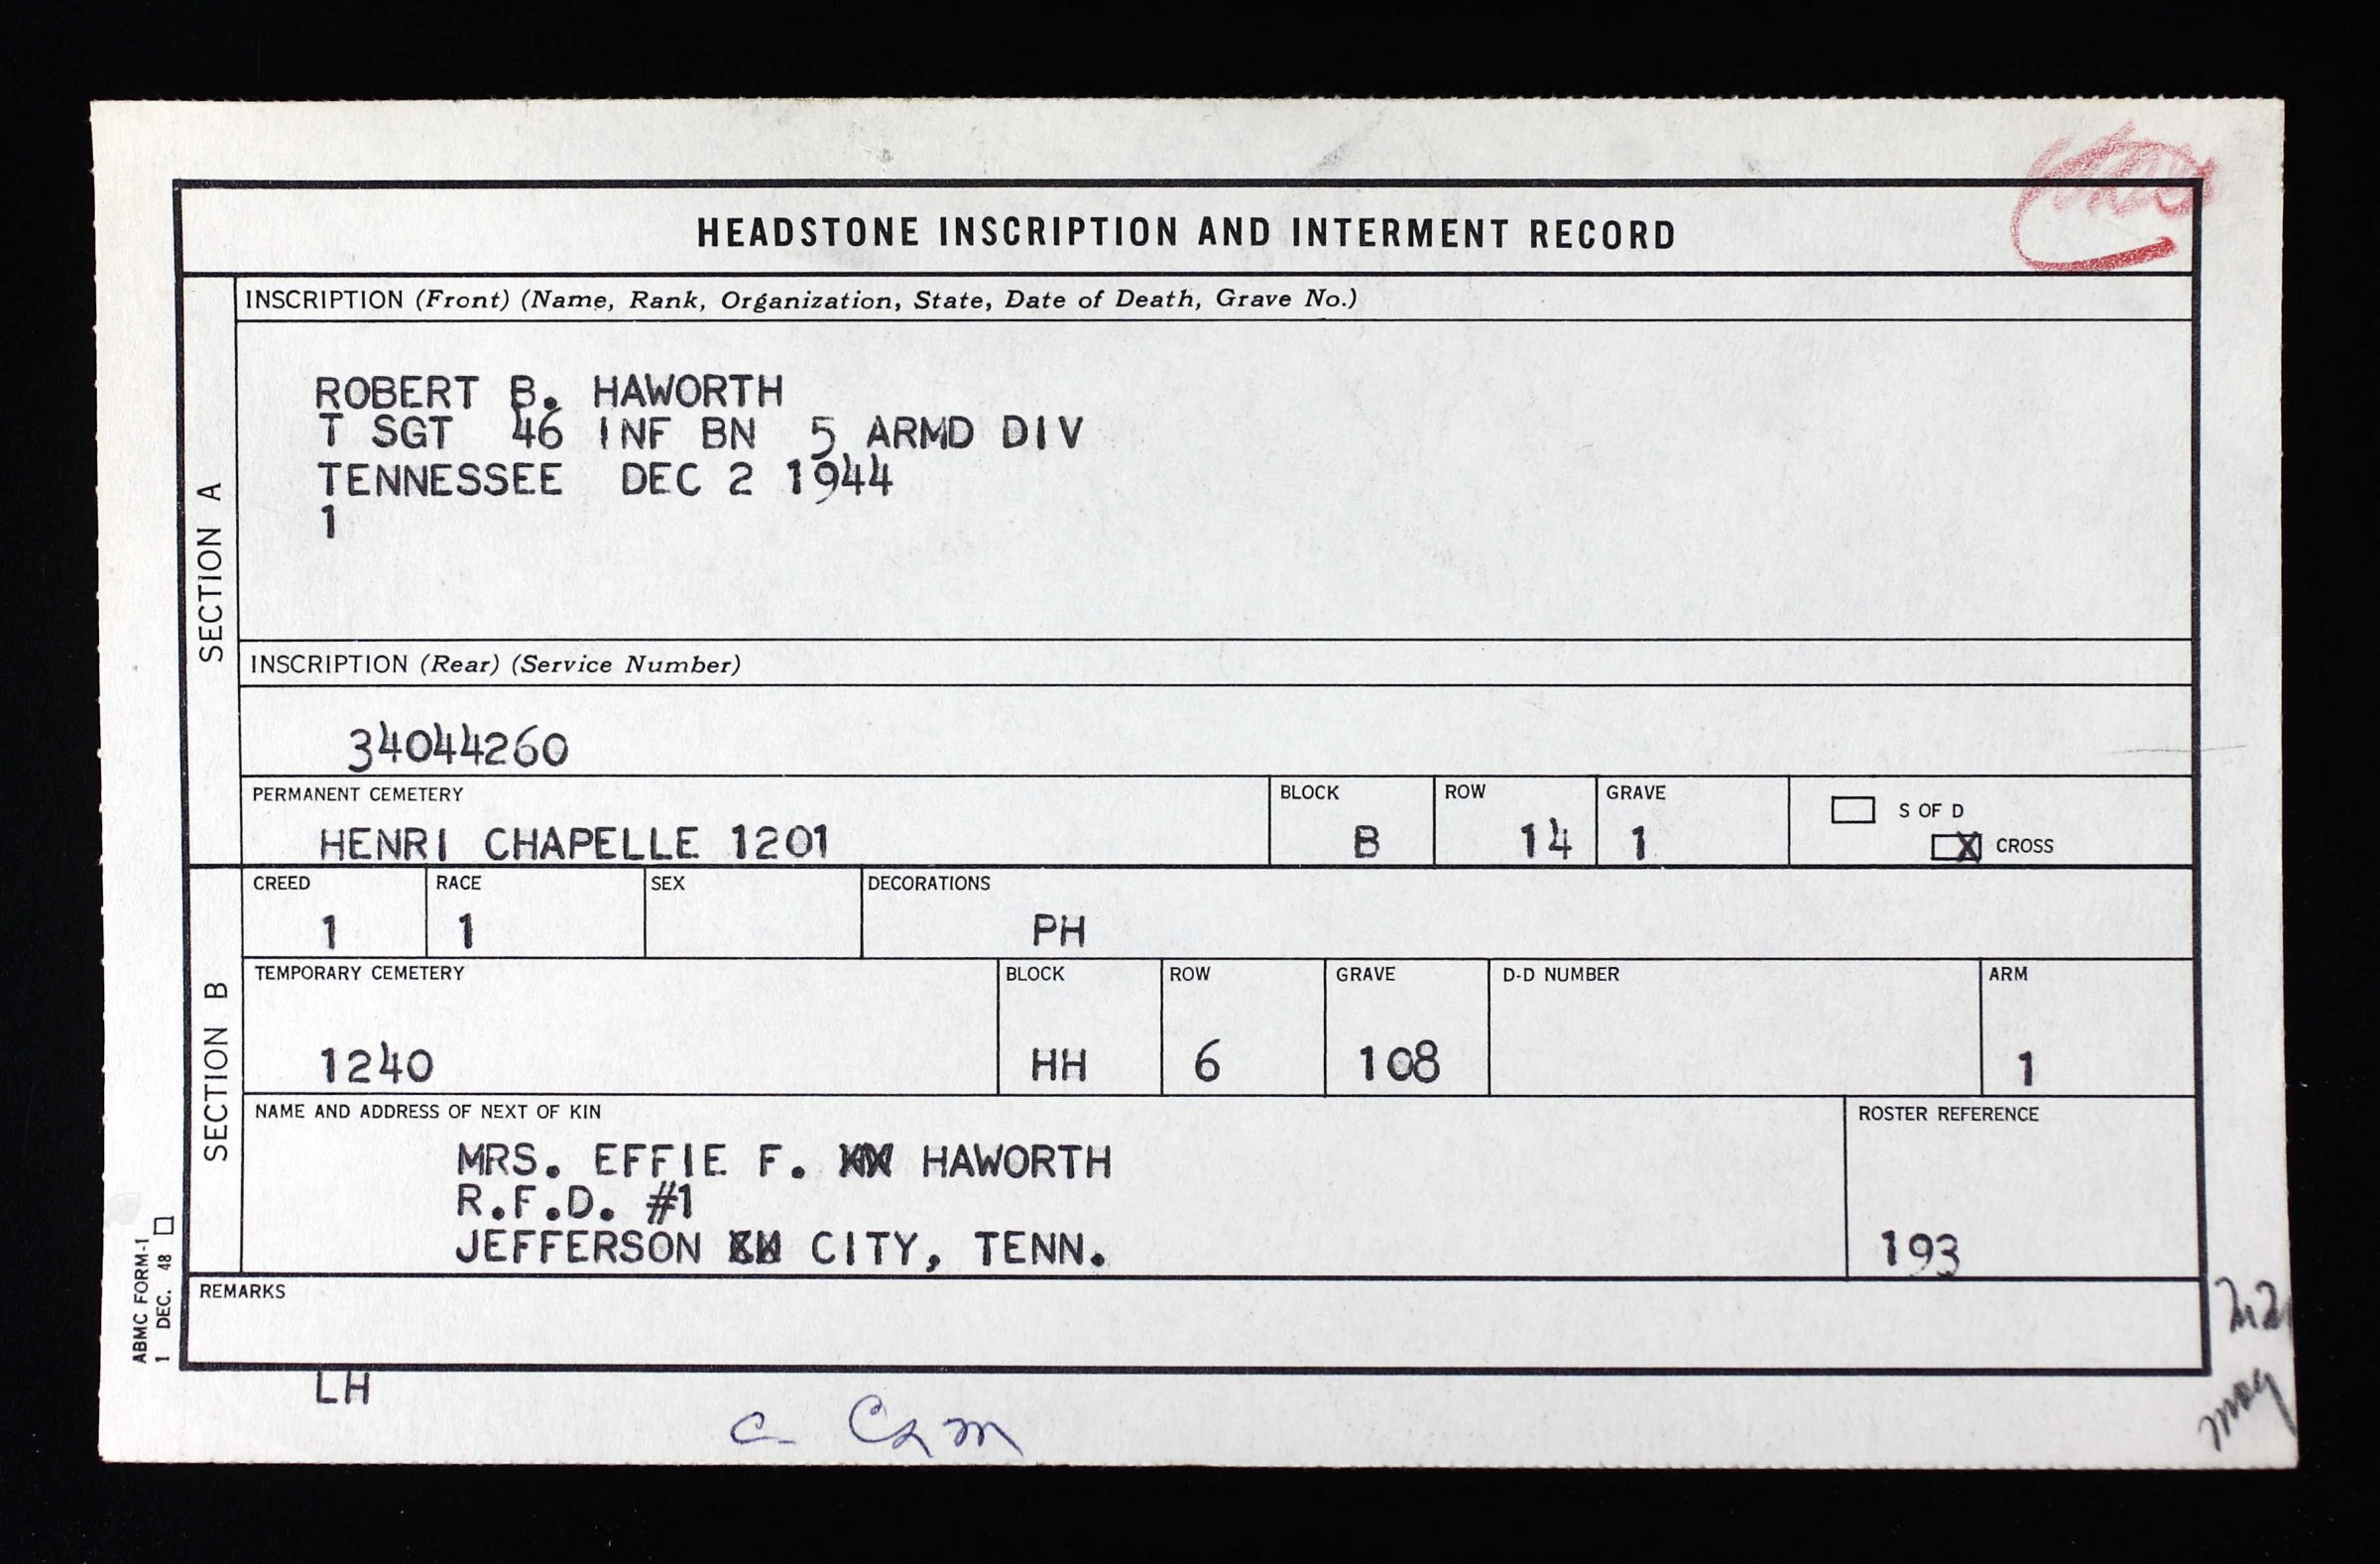 HEADSTONE INSCRIPTION AND INTERMENT RECORD
SECTION A
INSCRIPTION (Front) (Name, Rank, Organization, State, Date of Death, Grave No.)
ROBERT B. HAWORTH
T SGT 46 INF BN 5 ARMD DIV
TENNESSEE DEC 2 1944
1
INSCRIPTION (Rear) (Service Number)
34044260
PERMANENT CEMETERY BLOCK ROW GRAVE
S OF D
HENRI CHAPELLE 1201 B 14 1 X CROSS
SECTION B
CREED RACE SEX DECORATIONS
1 1 PH
TEMPORARY CEMETERY BLOCK ROW GRAVE D-D NUMBER ARM
1240 HH 6 108 1
NAME AND ADDRESS OF NEXT OF KIN ROSTER REFERENCE
MRS. EFFIE F. HAWORTH
R.F.D. #1
JEFFERSON CITY, TENN.
193
REMARKS
ABMC FORM-1
1 DEC. 48
LH